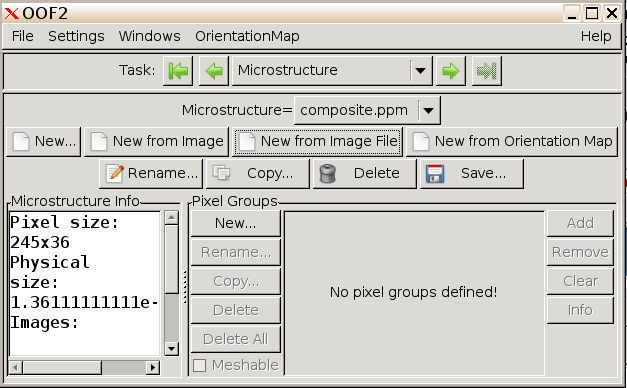 OOF2
File Settings Windows OrientationMap Help
Task: Microstructure
Microstructure= composite.ppm
New... New from Image New from Image File New from Orientation Map
Rename... Copy... Delete Save...
Microstructure Info
Pixel size:
245x36
Physical
size:
1.36111111111e-
Images:
Pixel Groups
New...
Rename...
Copy...
Delete
Delete All
Meshable
No pixel groups defined!
Add
Remove
Clear
Info